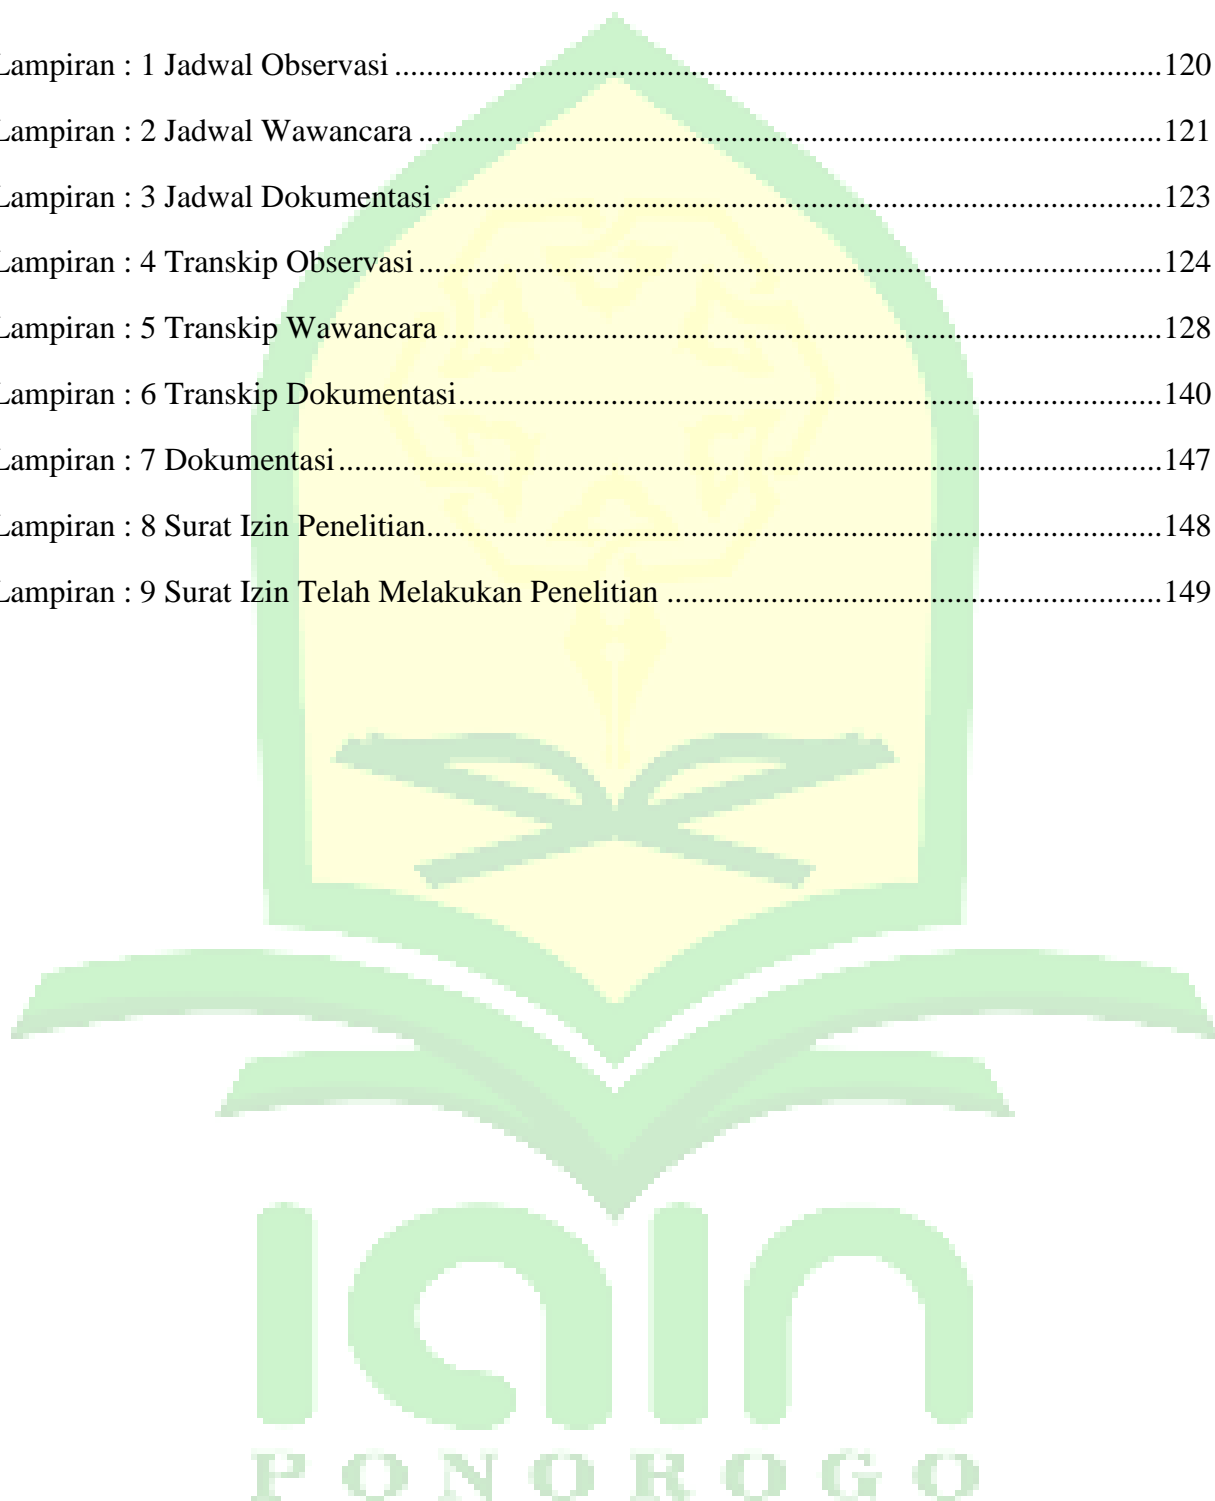 Lampiran : 1 Jadwal Observasi ........................................................................................120
Lampiran : 2 Jadwal Wawancara ....................................................................................121
Lampiran : 3 Jadwal Dokumentasi..................................................................................123
Lampiran : 4 Transkip Observasi ....................................................................................124
Lampiran : 5 Transkip Wawancara .................................................................................128
Lampiran : 6 Transkip Dokumentasi...............................................................................140
Lampiran : 7 Dokumentasi..............................................................................................147
Lampiran : 8 Surat Izin Penelitian...................................................................................148
Lampiran : 9 Surat Izin Telah Melakukan Penelitian .....................................................149
iain
PONOROGO